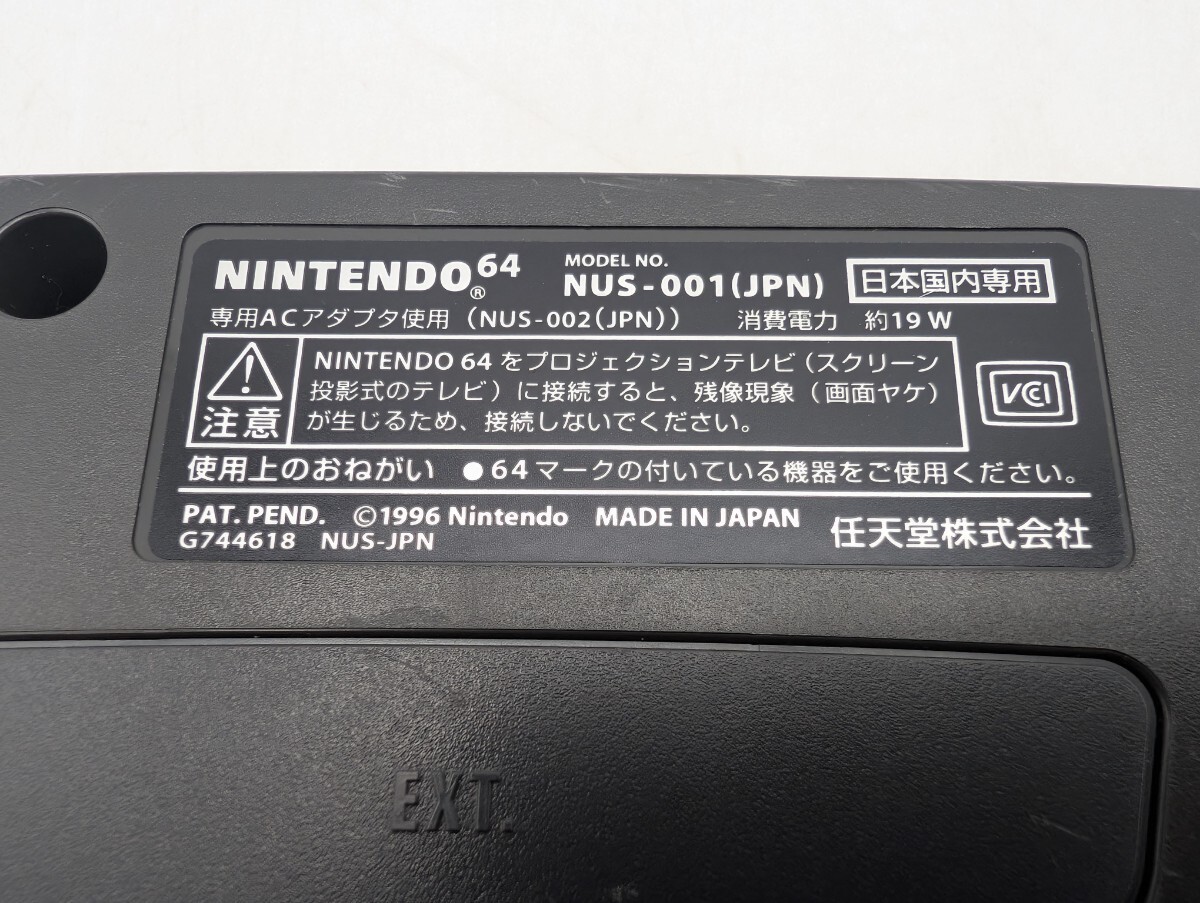 NINTENDO64® MODEL NO. NUS-001(JPN) 日本国内専用
専用ACアダプタ使用（NUS-002(JPN)） 消費電力 約19W
注意
NINTENDO 64 をプロジェクションテレビ（スクリーン
投影式のテレビ）に接続すると、残像現象（画面ヤケ）
が生じるため、接続しないでください。
VCI
使用上のおねがい ●64マークの付いている機器をご使用ください。
PAT. PEND. ©1996 Nintendo MADE IN JAPAN 任天堂株式会社
G744618 NUS-JPN
EXT.